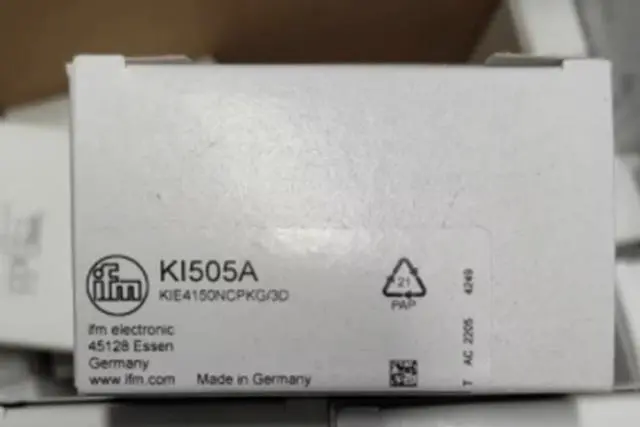 ifm
KI505A
KIE4150NCPKG/3D
ifm electronic
45128 Essen
Germany
www.ifm.com
Made in Germany
21
PAP
T AC 2205 4249